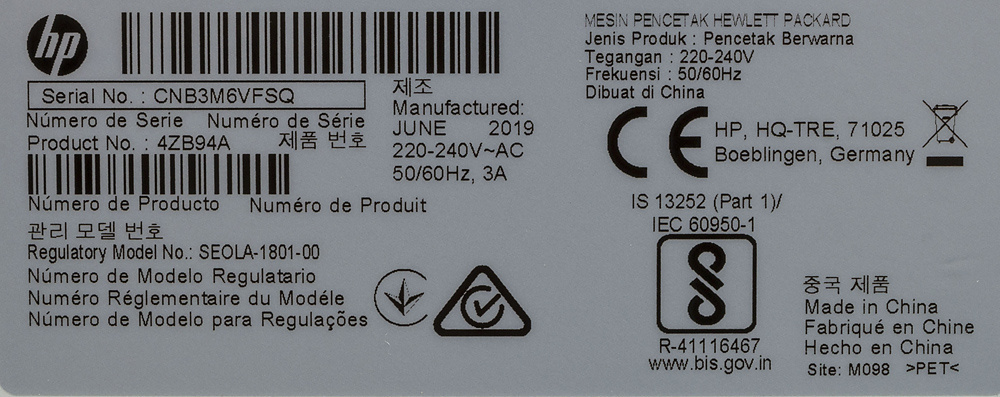 hp
Serial No. : CNB3M6VFSQ
Número de Serie Numéro de Série
Product No. : 4ZB94A 제품 번호
Número de Producto Numéro de Produit
관리 모델 번호
Regulatory Model No.: SEOLA-1801-00
Número de Modelo Regulatario
Numéro Réglementaire du Modéle
Número de Modelo para Regulações
제조
Manufactured:
JUNE 2019
220-240V~AC
50/60Hz, 3A
MESIN PENCETAK HEWLETT PACKARD
Jenis Produk : Pencetak Berwarna
Tegangan : 220-240V
Frekuensi : 50/60Hz
Dibuat di China
CE HP, HQ-TRE, 71025
Boeblingen, Germany
IS 13252 (Part 1)/
IEC 60950-1
R-41116467
www.bis.gov.in
중국 제품
Made in China
Fabriqué en Chine
Hecho en China
Site: M098 >PET<